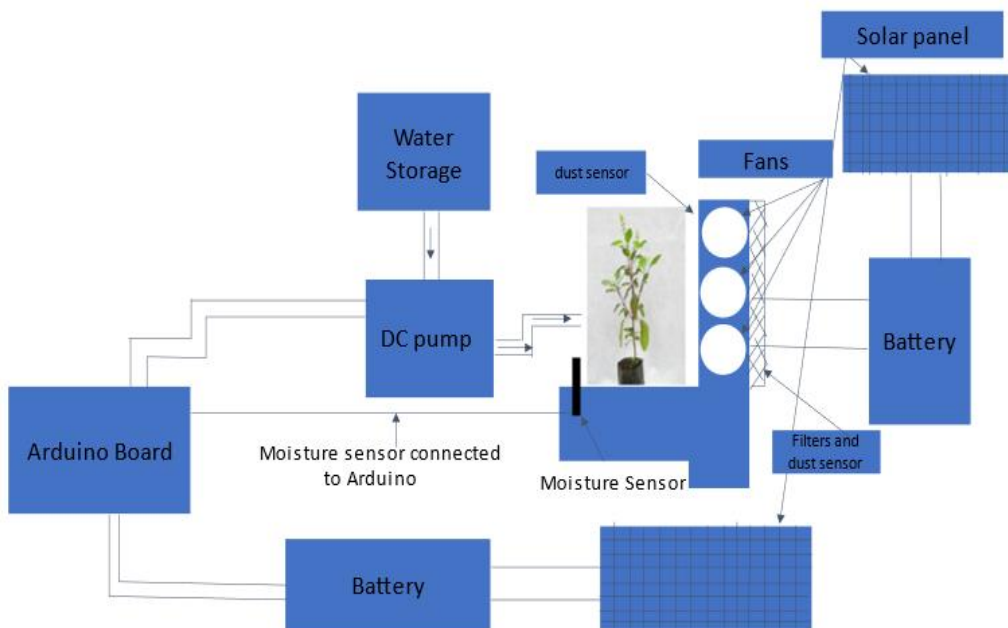 Solar panel
Water
Storage
Fans
dust sensor
DC pump
Battery
Arduino Board
Moisture sensor connected
to Arduino
Moisture Sensor
Filters and
dust sensor
Battery